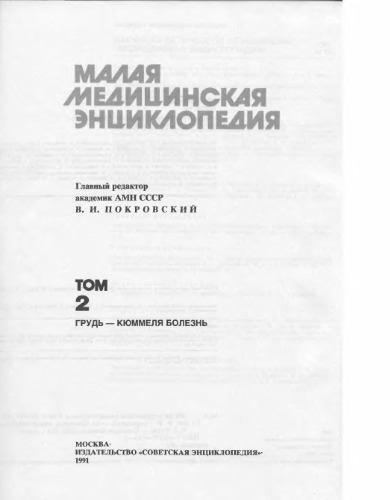 МАЛАЯ
МЕДИЦИНСКАЯ
ЭНЦИКЛОПЕДИЯ
Главный редактор
академик АМН СССР
В. И. ПОКРОВСКИЙ
ТОМ
2
ГРУДЬ — КЮММЕЛЯ БОЛЕЗНЬ
МОСКВА·
ИЗДАТЕЛЬСТВО «СОВЕТСКАЯ ЭНЦИКЛОПЕДИЯ»·
1991